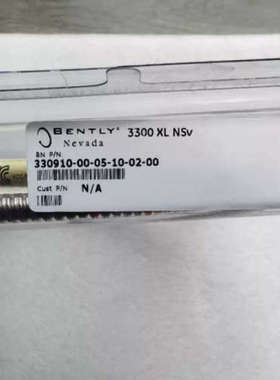 BENTLY
Nevada
3300 XL NSv
BN P/N
330910-00-05-10-02-00
Cust P/N
N/A